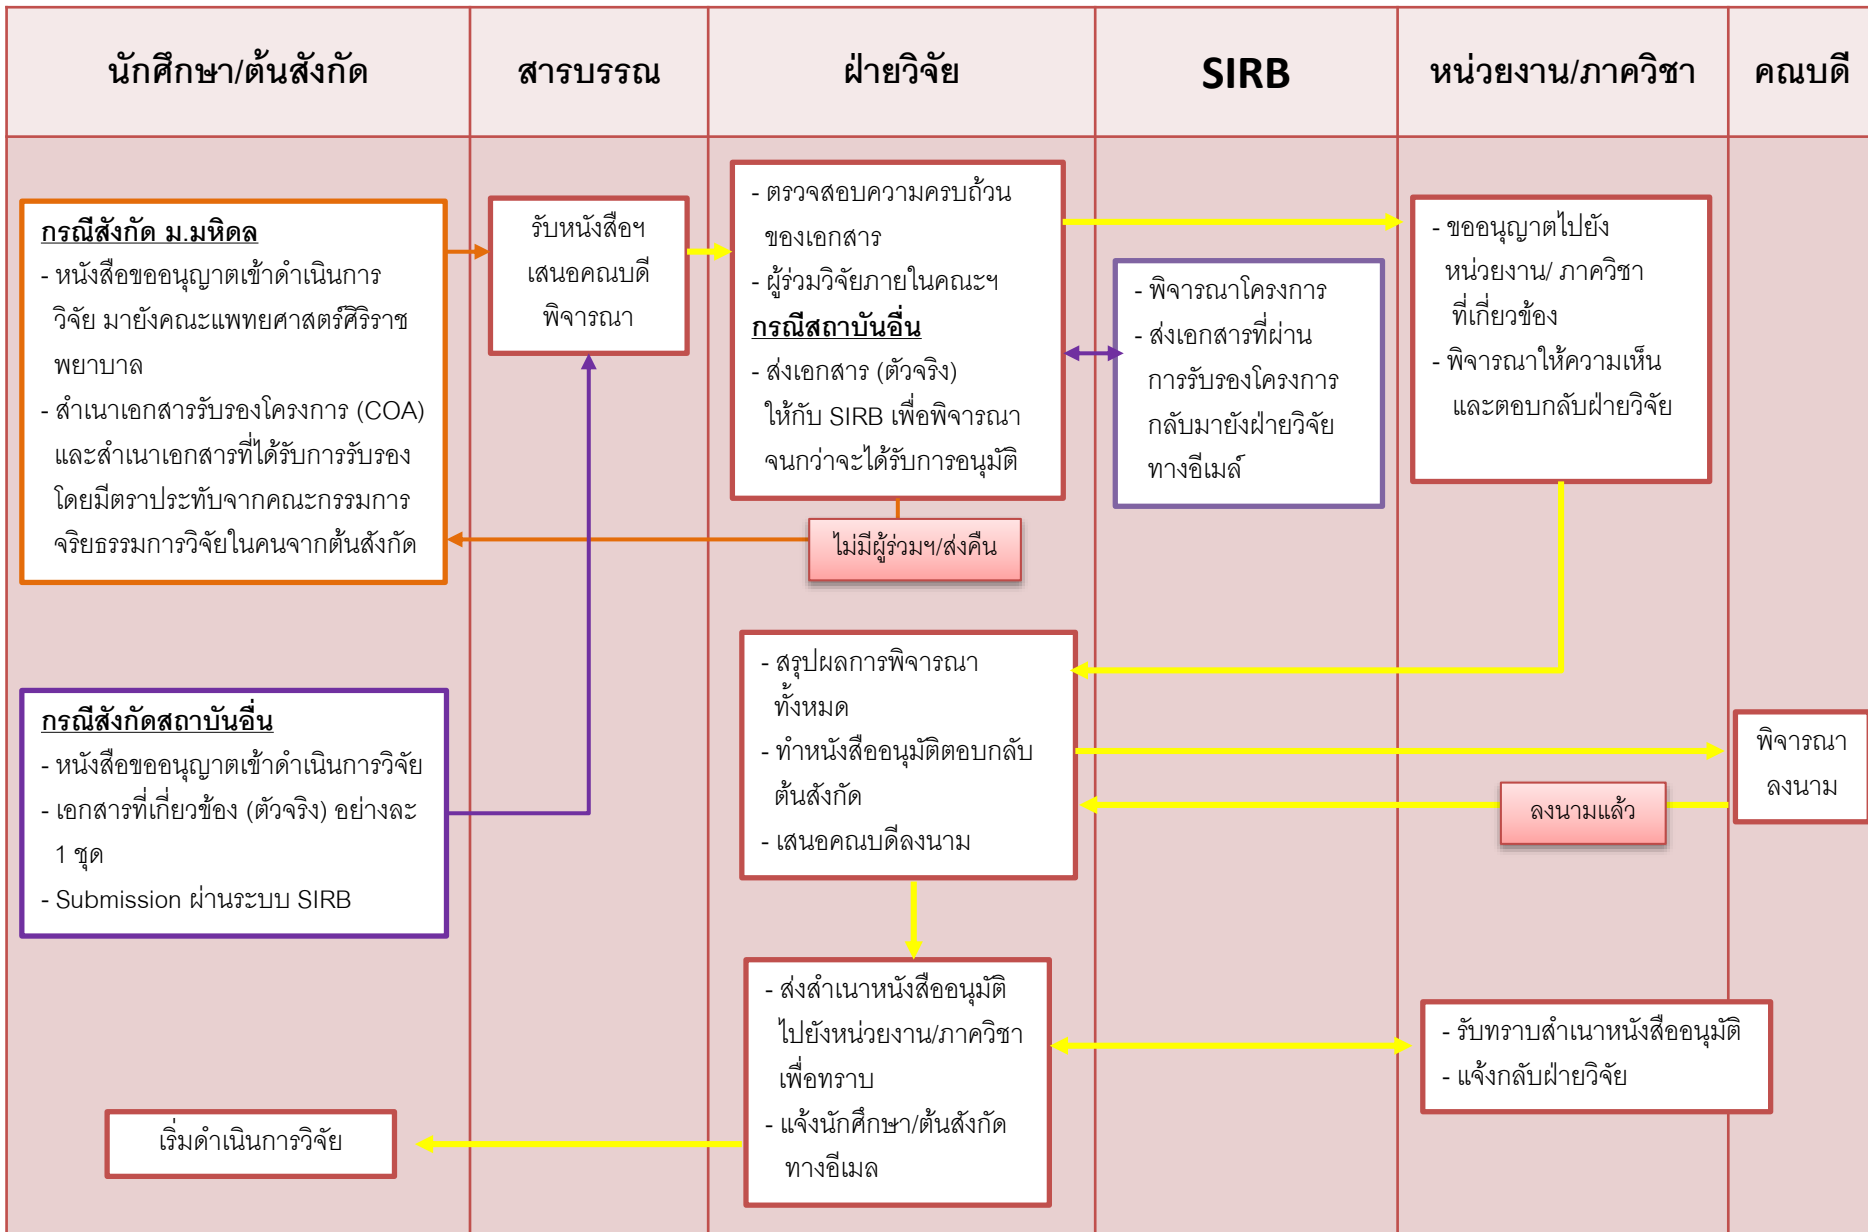 นักศึกษา/ต้นสังกัด
สารบรรณ
ฝ่ายวิจัย
SIRB
หน่วยงาน/ภาควิชา
คณบดี
กรณีสังกัด ม.มหิดล
- หนังสือขออนุญาตเข้าดำเนินการ
วิจัย มายังคณะแพทยศาสตร์ศิริราช
พยาบาล
- สำเนาเอกสารรับรองโครงการ (COA)
และสำเนาเอกสารที่ได้รับการรับรอง
โดยมีตราประทับจากคณะกรรมการ
จริยธรรมการวิจัยในคนจากต้นสังกัด
รับหนังสือฯ
เสนอคณบดี
พิจารณา
- ตรวจสอบความครบถ้วน
ของเอกสาร
- ผู้ร่วมวิจัยภายในคณะฯ
กรณีสถาบันอื่น
- ส่งเอกสาร (ตัวจริง)
ให้กับ SIRB เพื่อพิจารณา
จนกว่าจะได้รับการอนุมัติ
- พิจารณาโครงการ
- ส่งเอกสารที่ผ่าน
การรับรองโครงการ
กลับมายังฝ่ายวิจัย
ทางอีเมล์
- ขออนุญาตไปยัง
หน่วยงาน/ ภาควิชา
ที่เกี่ยวข้อง
- พิจารณาให้ความเห็น
และตอบกลับฝ่ายวิจัย
ไม่มีผู้ร่วมฯ/ส่งคืน
กรณีสังกัดสถาบันอื่น
- หนังสือขออนุญาตเข้าดำเนินการวิจัย
- เอกสารที่เกี่ยวข้อง (ตัวจริง) อย่างละ
1 ชุด
- Submission ผ่านระบบ SIRB
- สรุปผลการพิจารณา
ทั้งหมด
- ทำหนังสืออนุมัติตอบกลับ
ต้นสังกัด
- เสนอคณบดีลงนาม
พิจารณา
ลงนาม
ลงนามแล้ว
- ส่งสำเนาหนังสืออนุมัติ
ไปยังหน่วยงาน/ภาควิชา
เพื่อทราบ
- แจ้งนักศึกษา/ต้นสังกัด
ทางอีเมล
- รับทราบสำเนาหนังสืออนุมัติ
- แจ้งกลับฝ่ายวิจัย
เริ่มดำเนินการวิจัย